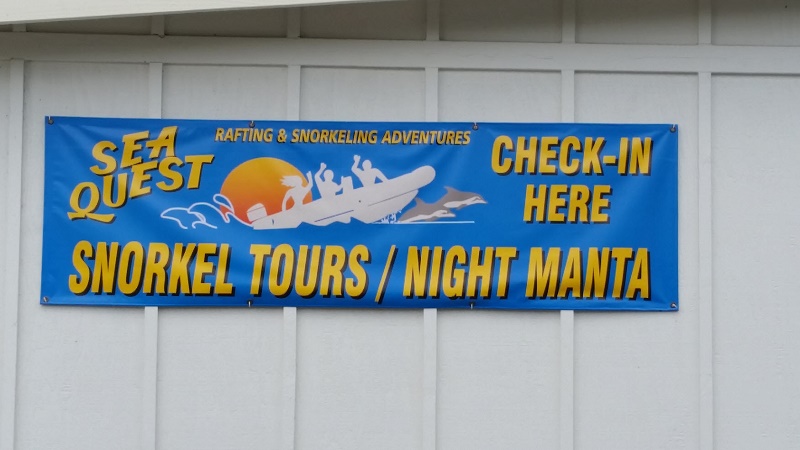 SEA QUEST
RAFTING & SNORKELING ADVENTURES
CHECK-IN
HERE
SNORKEL TOURS / NIGHT MANTA